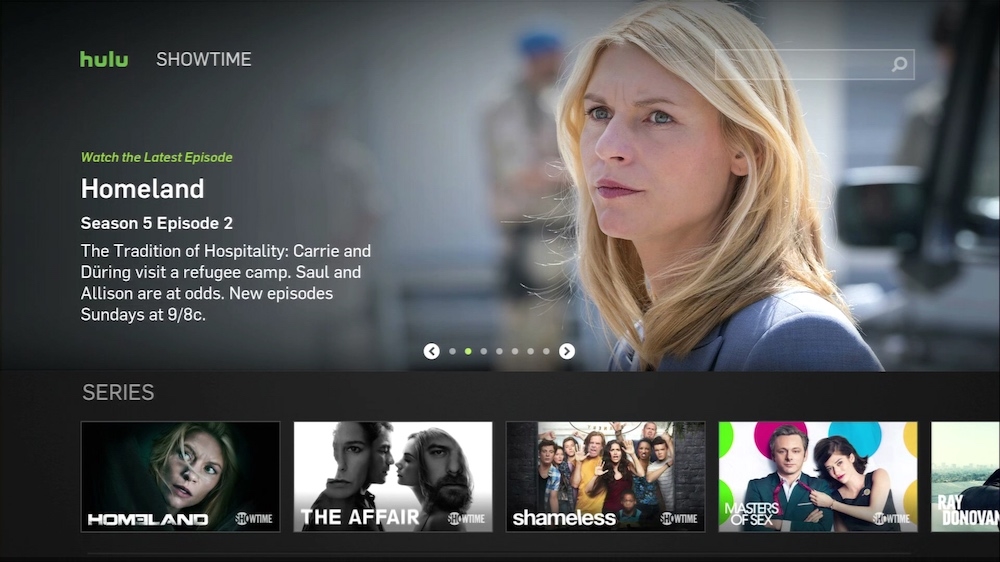 hulu SHOWTIME
Watch the Latest Episode
Homeland
Season 5 Episode 2
The Tradition of Hospitality: Carrie and
Düring visit a refugee camp. Saul and
Allison are at odds. New episodes
Sundays at 9/8c.
SERIES
HOMELAND SHOWTIME
THE AFFAIR SHOWTIME
shameless SHOWTIME
MASTERS
OF SEX SHOWTIME
RAY
DONOVAN